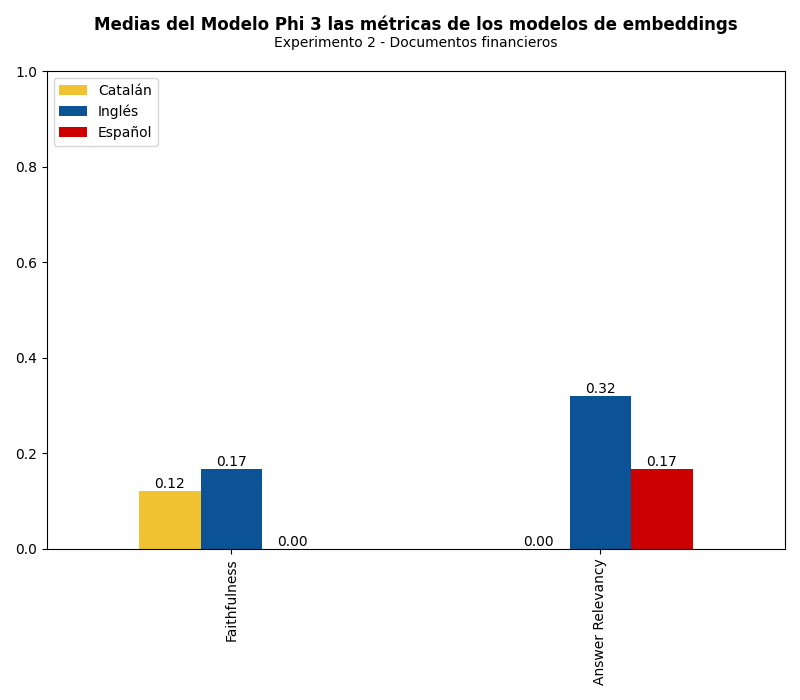 Medias del Modelo Phi 3 las métricas de los modelos de embeddings
Experimento 2 - Documentos financieros
Catalán
Inglés
Español
1.0
0.8
0.6
0.4
0.2
0.0
0.12
0.17
0.00
0.00
0.32
0.17
Faithfulness
Answer Relevancy